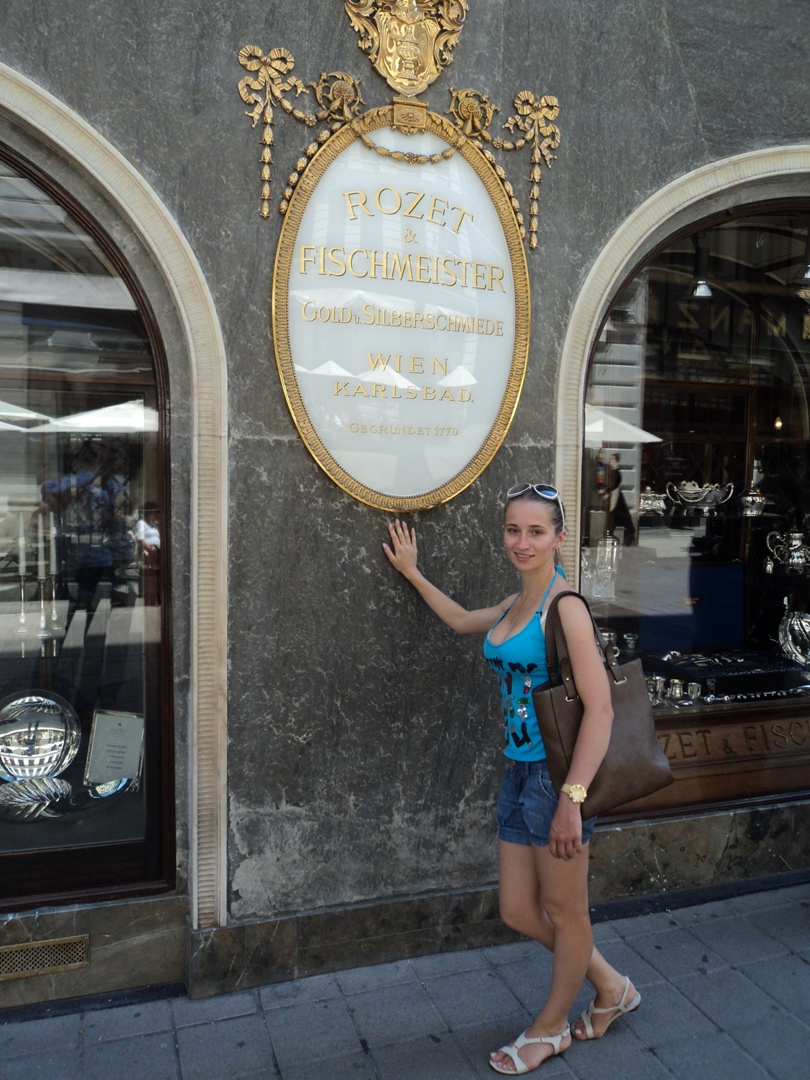 ROZET
&
FISCHMEISTER
GOLD u. SILBERSCHMIEDE
WIEN
KARLSBAD.
GEGRÜNDET 1770
ZET & FISC